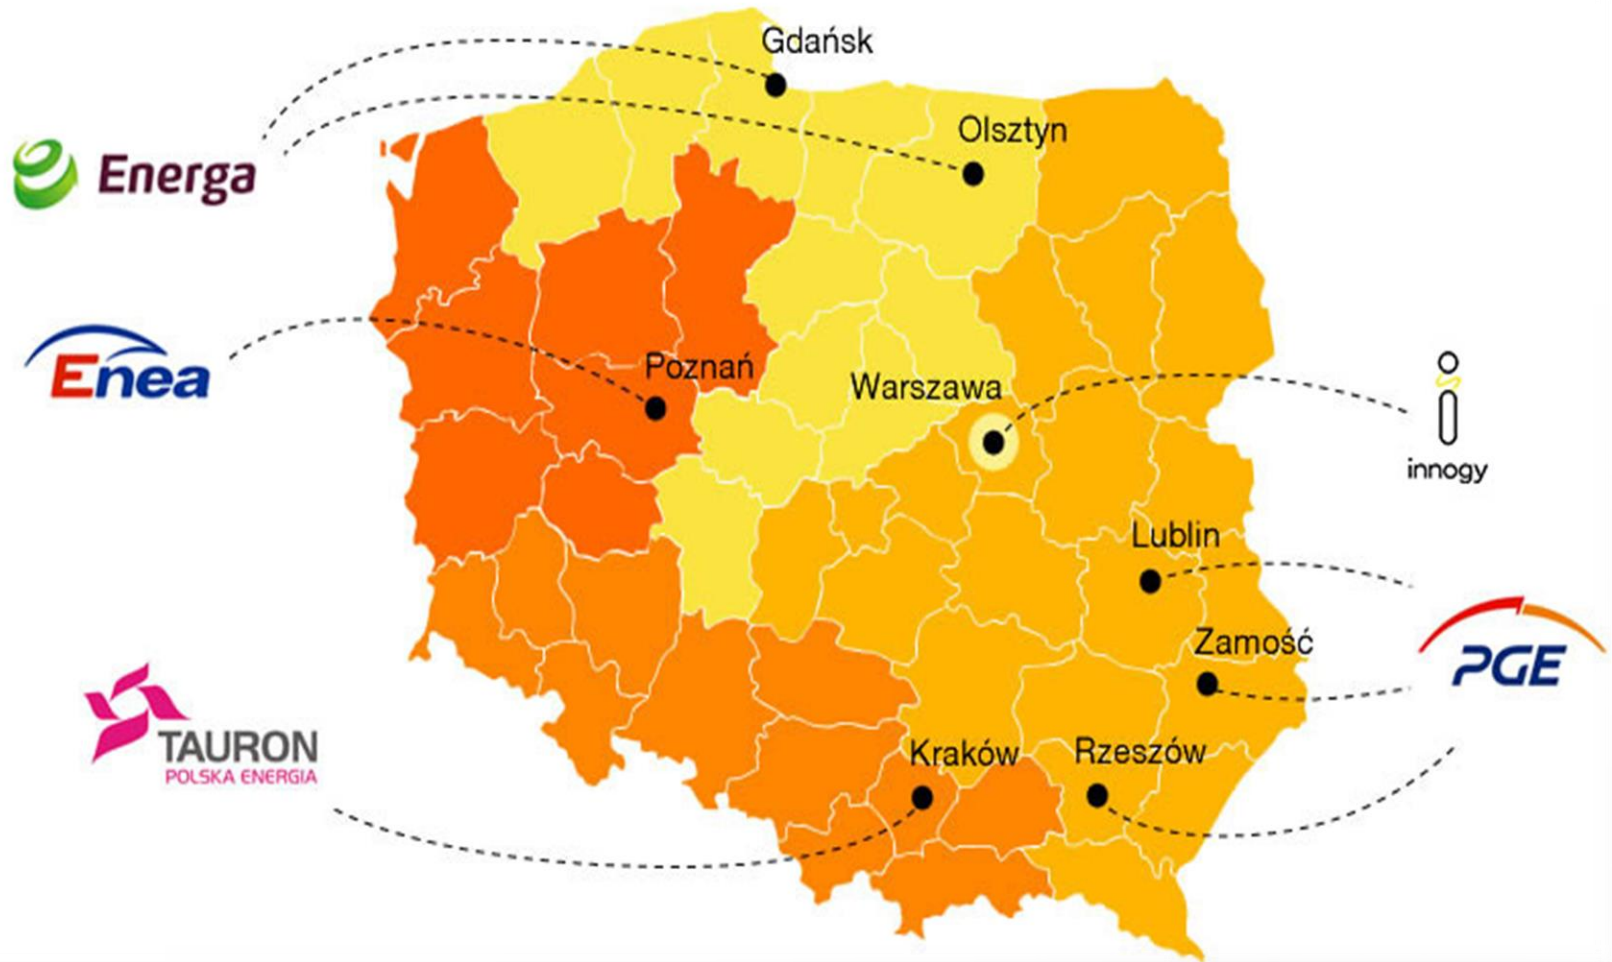 Gdańsk
Olsztyn
Energa
Enea
Poznań
Warszawa
innogy
Lublin
Zamość
PGE
TAURON
POLSKA ENERGIA
Kraków
Rzeszów